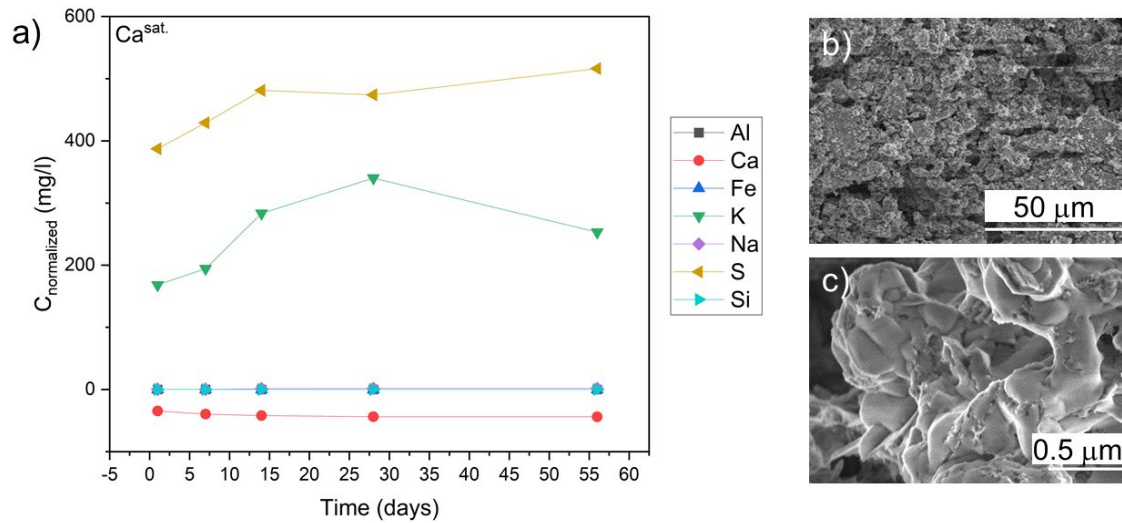 a)
Ca^sat.
600
400
200
0
C_normalized (mg/l)
-5 0 5 10 15 20 25 30 35 40 45 50 55 60
Time (days)
Al
Ca
Fe
K
Na
S
Si
b)
50 μm
c)
0.5 μm